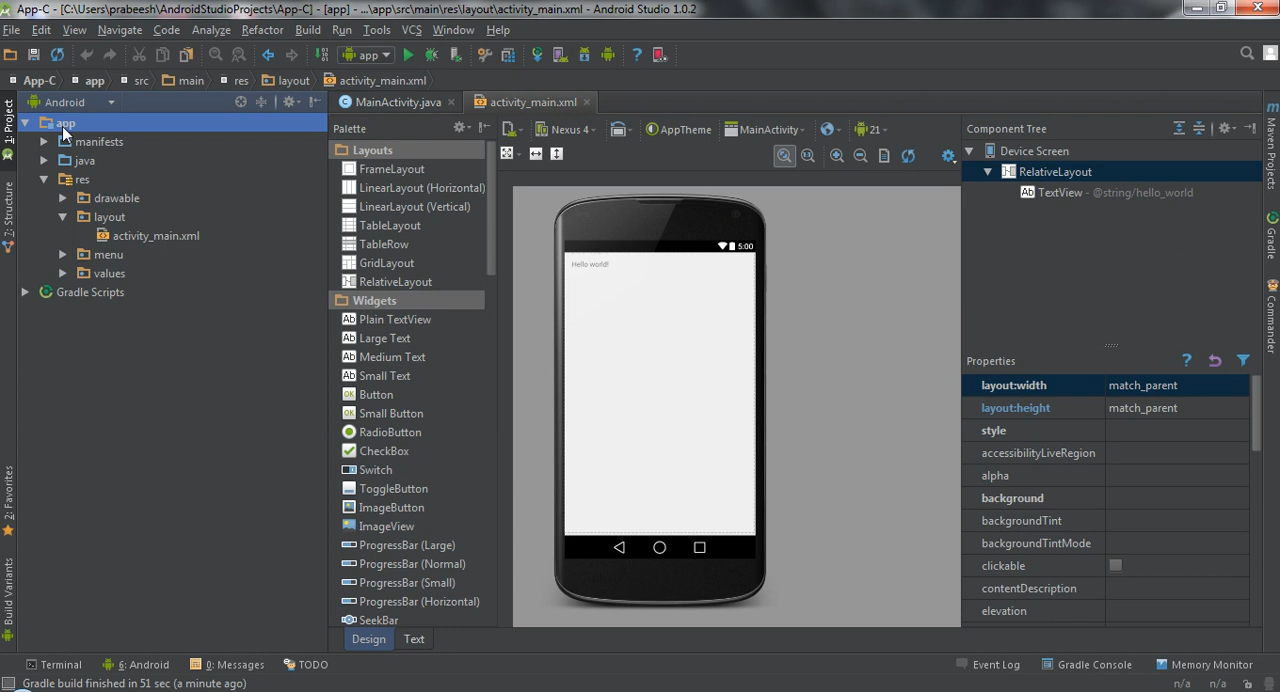 App-C - [C:\Users\prabeesh\AndroidStudioProjects\App-C] - [app] - ...\app\src\main\res\layout\activity_main.xml - Android Studio 1.0.2
File Edit View Navigate Code Analyze Refactor Build Run Tools VCS Window Help
app
App-C app src main res layout activity_main.xml
1: Project
7: Structure
2: Favorites
Build Variants
Android
app
manifests
java
res
drawable
layout
activity_main.xml
menu
values
Gradle Scripts
MainActivity.java activity_main.xml
Palette
Layouts
FrameLayout
LinearLayout (Horizontal)
LinearLayout (Vertical)
TableLayout
TableRow
GridLayout
RelativeLayout
Widgets
Plain TextView
Large Text
Medium Text
Small Text
Button
Small Button
RadioButton
CheckBox
Switch
ToggleButton
ImageButton
ImageView
ProgressBar (Large)
ProgressBar (Normal)
ProgressBar (Small)
ProgressBar (Horizontal)
SeekBar
Design Text
Nexus 4 AppTheme MainActivity 21
5:00
Hello world!
Component Tree
Device Screen
RelativeLayout
TextView - @string/hello_world
Properties
layout:width match_parent
layout:height match_parent
style
accessibilityLiveRegion
alpha
background
backgroundTint
backgroundTintMode
clickable
contentDescription
elevation
Maven Projects
Gradle
Commander
Terminal 6: Android 0: Messages TODO Event Log Gradle Console Memory Monitor
Gradle build finished in 51 sec (a minute ago) n/a n/a